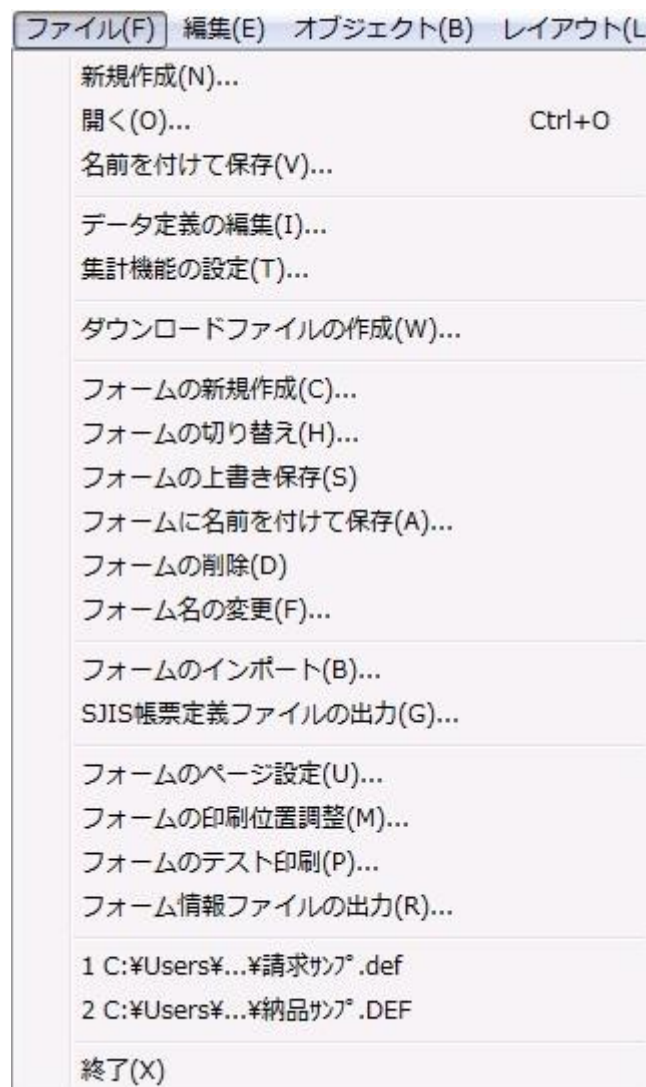 ファイル(F) 編集(E) オブジェクト(B) レイアウト(L
新規作成(N)...
開く(O)... Ctrl+O
名前を付けて保存(V)...
データ定義の編集(I)...
集計機能の設定(T)...
ダウンロードファイルの作成(W)...
フォームの新規作成(C)...
フォームの切り替え(H)...
フォームの上書き保存(S)
フォームに名前を付けて保存(A)...
フォームの削除(D)
フォーム名の変更(F)...
フォームのインポート(B)...
SJIS帳票定義ファイルの出力(G)...
フォームのページ設定(U)...
フォームの印刷位置調整(M)...
フォームのテスト印刷(P)...
フォーム情報ファイルの出力(R)...
1 C:¥Users¥...¥請求ｻﾝﾌﾟ.def
2 C:¥Users¥...¥納品ｻﾝﾌﾟ.DEF
終了(X)